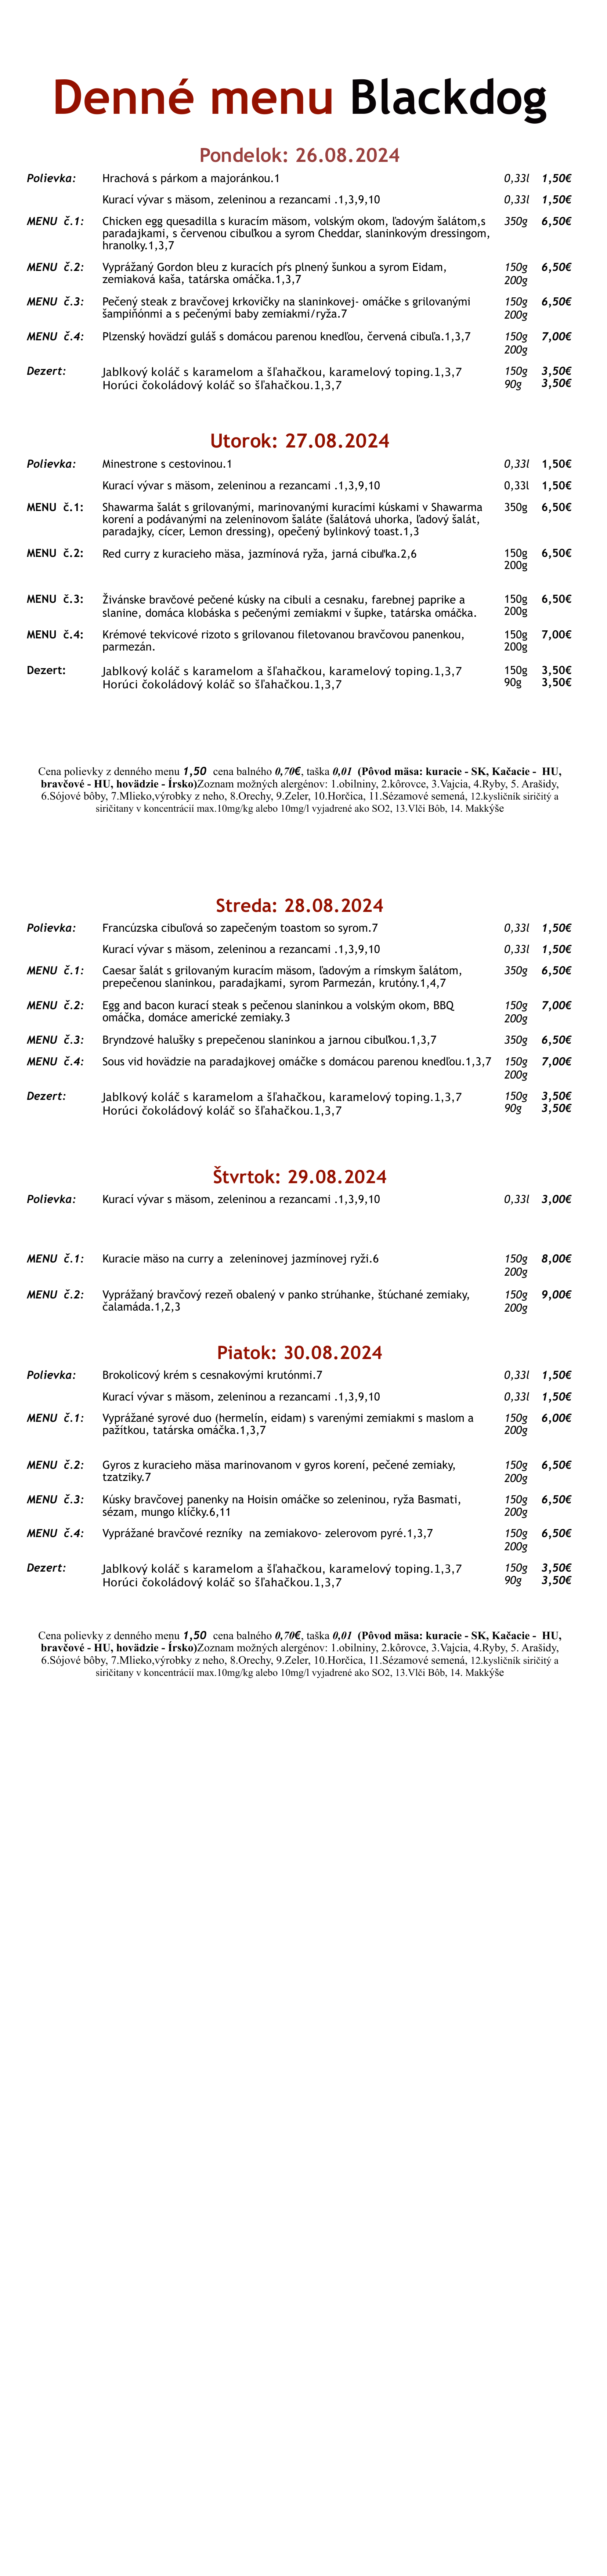 Denné menu Blackdog
Pondelok: 26.08.2024
Polievka: Hrachová s párkom a majoránkou.1 0,33l 1,50€
Kurací vývar s mäsom, zeleninou a rezancami .1,3,9,10 0,33l 1,50€
MENU č.1: Chicken egg quesadilla s kuracím mäsom, volským okom, ľadovým šalátom,s 350g 6,50€
paradajkami, s červenou cibuľkou a syrom Cheddar, slaninkovým dressingom,
hranolky.1,3,7
MENU č.2: Vyprážaný Gordon bleu z kuracích pŕs plnený šunkou a syrom Eidam, 150g 6,50€
zemiaková kaša, tatárska omáčka.1,3,7 200g
MENU č.3: Pečený steak z bravčovej krkovičky na slaninkovej- omáčke s grilovanými 150g 6,50€
šampiňónmi a s pečenými baby zemiakmi/ryža.7 200g
MENU č.4: Plzenský hovädzí guláš s domácou parenou knedľou, červená cibuľa.1,3,7 150g 7,00€
200g
Dezert: Jablkový koláč s karamelom a šľahačkou, karamelový toping.1,3,7 150g 3,50€
Horúci čokoládový koláč so šľahačkou.1,3,7 90g 3,50€
Utorok: 27.08.2024
Polievka: Minestrone s cestovinou.1 0,33l 1,50€
Kurací vývar s mäsom, zeleninou a rezancami .1,3,9,10 0,33l 1,50€
MENU č.1: Shawarma šalát s grilovanými, marinovanými kuracími kúskami v Shawarma 350g 6,50€
korení a podávanými na zeleninovom šaláte (šalátová uhorka, ľadový šalát,
paradajky, cícer, Lemon dressing), opečený bylinkový toast.1,3
MENU č.2: Red curry z kuracieho mäsa, jazmínová ryža, jarná cibuľka.2,6 150g 6,50€
200g
MENU č.3: Živánske bravčové pečené kúsky na cibuli a cesnaku, farebnej paprike a 150g 6,50€
slanine, domáca klobáska s pečenými zemiakmi v šupke, tatárska omáčka. 200g
MENU č.4: Krémové tekvicové rizoto s grilovanou filetovanou bravčovou panenkou, 150g 7,00€
parmezán. 200g
Dezert: Jablkový koláč s karamelom a šľahačkou, karamelový toping.1,3,7 150g 3,50€
Horúci čokoládový koláč so šľahačkou.1,3,7 90g 3,50€
Cena polievky z denného menu 1,50 cena balného 0,70€, taška 0,01 (Pôvod mäsa: kuracie - SK, Kačacie - HU,
bravčové - HU, hovädzie - Írsko)Zoznam možných alergénov: 1.obilniny, 2.kôrovce, 3.Vajcia, 4.Ryby, 5. Arašidy,
6.Sójové bôby, 7.Mlieko,výrobky z neho, 8.Orechy, 9.Zeler, 10.Horčica, 11.Sézamové semená, 12.kysličník siričitý a
siričitany v koncentrácií max.10mg/kg alebo 10mg/l vyjadrené ako SO2, 13.Vlčí Bôb, 14. Makkýše
Streda: 28.08.2024
Polievka: Francúzska cibuľová so zapečeným toastom so syrom.7 0,33l 1,50€
Kurací vývar s mäsom, zeleninou a rezancami .1,3,9,10 0,33l 1,50€
MENU č.1: Caesar šalát s grilovaným kuracím mäsom, ľadovým a rímskym šalátom, 350g 6,50€
prepečenou slaninkou, paradajkami, syrom Parmezán, krutóny.1,4,7
MENU č.2: Egg and bacon kurací steak s pečenou slaninkou a volským okom, BBQ 150g 7,00€
omáčka, domáce americké zemiaky.3 200g
MENU č.3: Bryndzové halušky s prepečenou slaninkou a jarnou cibuľkou.1,3,7 350g 6,50€
MENU č.4: Sous vid hovädzie na paradajkovej omáčke s domácou parenou knedľou.1,3,7 150g 7,00€
200g
Dezert: Jablkový koláč s karamelom a šľahačkou, karamelový toping.1,3,7 150g 3,50€
Horúci čokoládový koláč so šľahačkou.1,3,7 90g 3,50€
Štvrtok: 29.08.2024
Polievka: Kurací vývar s mäsom, zeleninou a rezancami .1,3,9,10 0,33l 3,00€
MENU č.1: Kuracie mäso na curry a zeleninovej jazmínovej ryži.6 150g 8,00€
200g
MENU č.2: Vyprážaný bravčový rezeň obalený v panko strúhanke, štúchané zemiaky, 150g 9,00€
čalamáda.1,2,3 200g
Piatok: 30.08.2024
Polievka: Brokolicový krém s cesnakovými krutónmi.7 0,33l 1,50€
Kurací vývar s mäsom, zeleninou a rezancami .1,3,9,10 0,33l 1,50€
MENU č.1: Vyprážané syrové duo (hermelín, eidam) s varenými zemiakmi s maslom a 150g 6,00€
pažítkou, tatárska omáčka.1,3,7 200g
MENU č.2: Gyros z kuracieho mäsa marinovanom v gyros korení, pečené zemiaky, 150g 6,50€
tzatziky.7 200g
MENU č.3: Kúsky bravčovej panenky na Hoisin omáčke so zeleninou, ryža Basmati, 150g 6,50€
sézam, mungo klíčky.6,11 200g
MENU č.4: Vyprážané bravčové rezníky na zemiakovo- zelerovom pyré.1,3,7 150g 6,50€
200g
Dezert: Jablkový koláč s karamelom a šľahačkou, karamelový toping.1,3,7 150g 3,50€
Horúci čokoládový koláč so šľahačkou.1,3,7 90g 3,50€
Cena polievky z denného menu 1,50 cena balného 0,70€, taška 0,01 (Pôvod mäsa: kuracie - SK, Kačacie - HU,
bravčové - HU, hovädzie - Írsko)Zoznam možných alergénov: 1.obilniny, 2.kôrovce, 3.Vajcia, 4.Ryby, 5. Arašidy,
6.Sójové bôby, 7.Mlieko,výrobky z neho, 8.Orechy, 9.Zeler, 10.Horčica, 11.Sézamové semená, 12.kysličník siričitý a
siričitany v koncentrácií max.10mg/kg alebo 10mg/l vyjadrené ako SO2, 13.Vlčí Bôb, 14. Makkýše